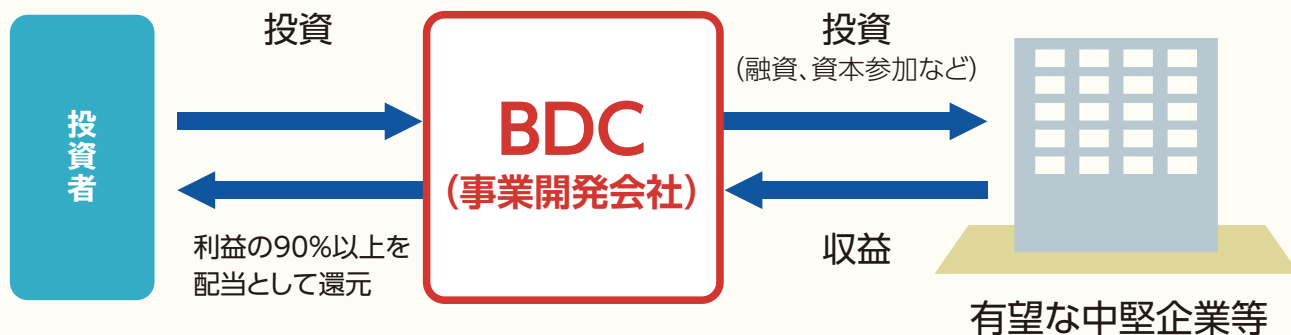 投資者
投資
利益の90%以上を
配当として還元
BDC
(事業開発会社)
投資
(融資、資本参加など)
収益
有望な中堅企業等